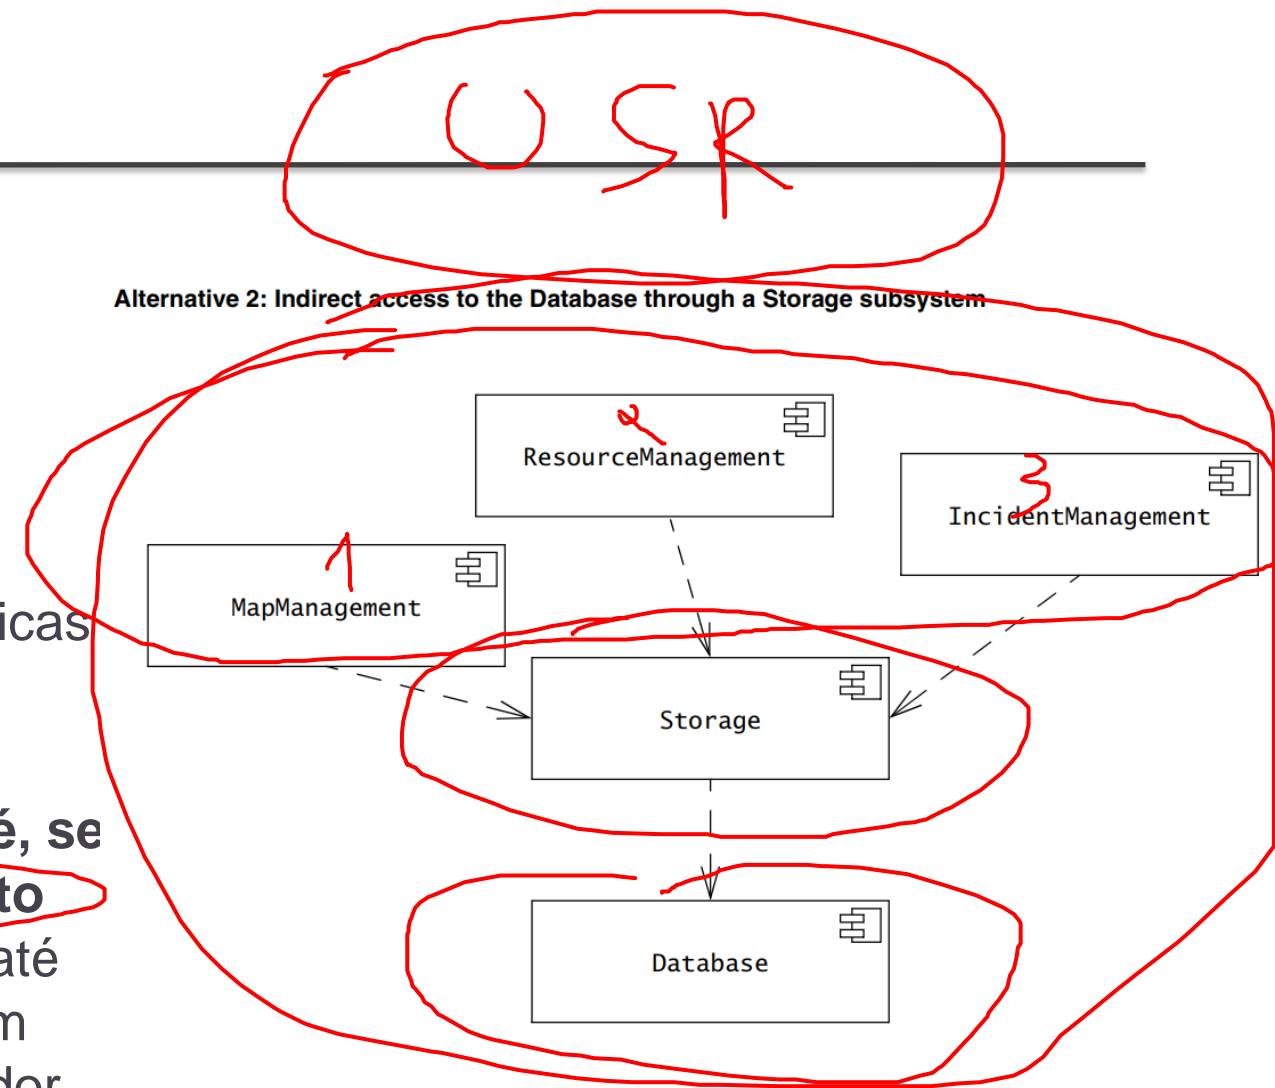 U S R
Alternative 2: Indirect access to the Database through a Storage subsystem
2
ResourceManagement
3
IncidentManagement
1
MapManagement
icas
Storage
é, se
to
até
m
Database
dor